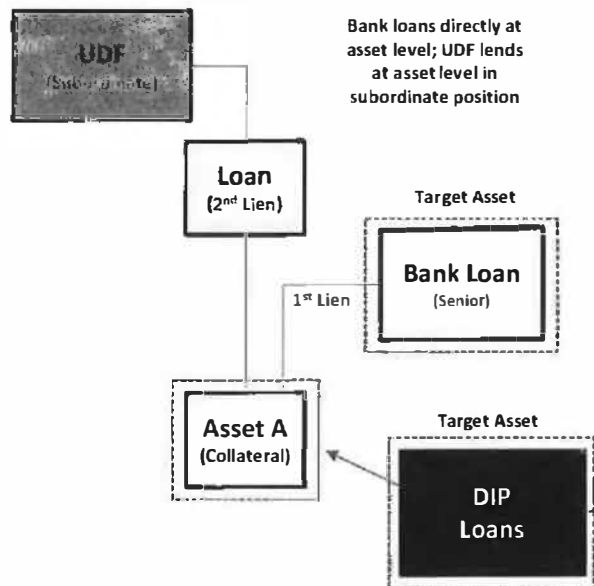 UDF
(Subordinate)
Bank loans directly at
asset level; UDF lends
at asset level in
subordinate position
Loan
(2nd Lien)
Target Asset
Bank Loan
(Senior)
1st Lien
Asset A
(Collateral)
Target Asset
DIP
Loans